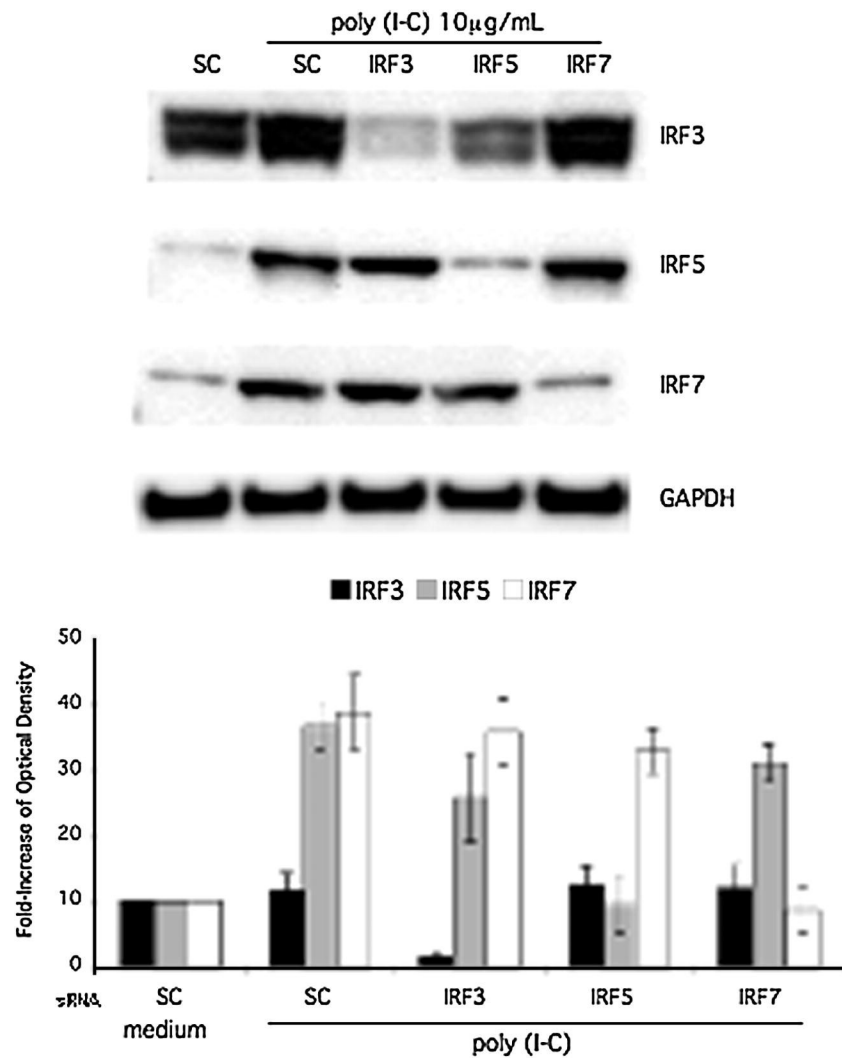 poly (I-C) 10µg/mL
SC SC IRF3 IRF5 IRF7
IRF3
IRF5
IRF7
GAPDH
IRF3 IRF5 IRF7
Fold-Increase of Optical Density
50
40
30
20
10
0
siRNA SC SC IRF3 IRF5 IRF7
medium poly (I-C)